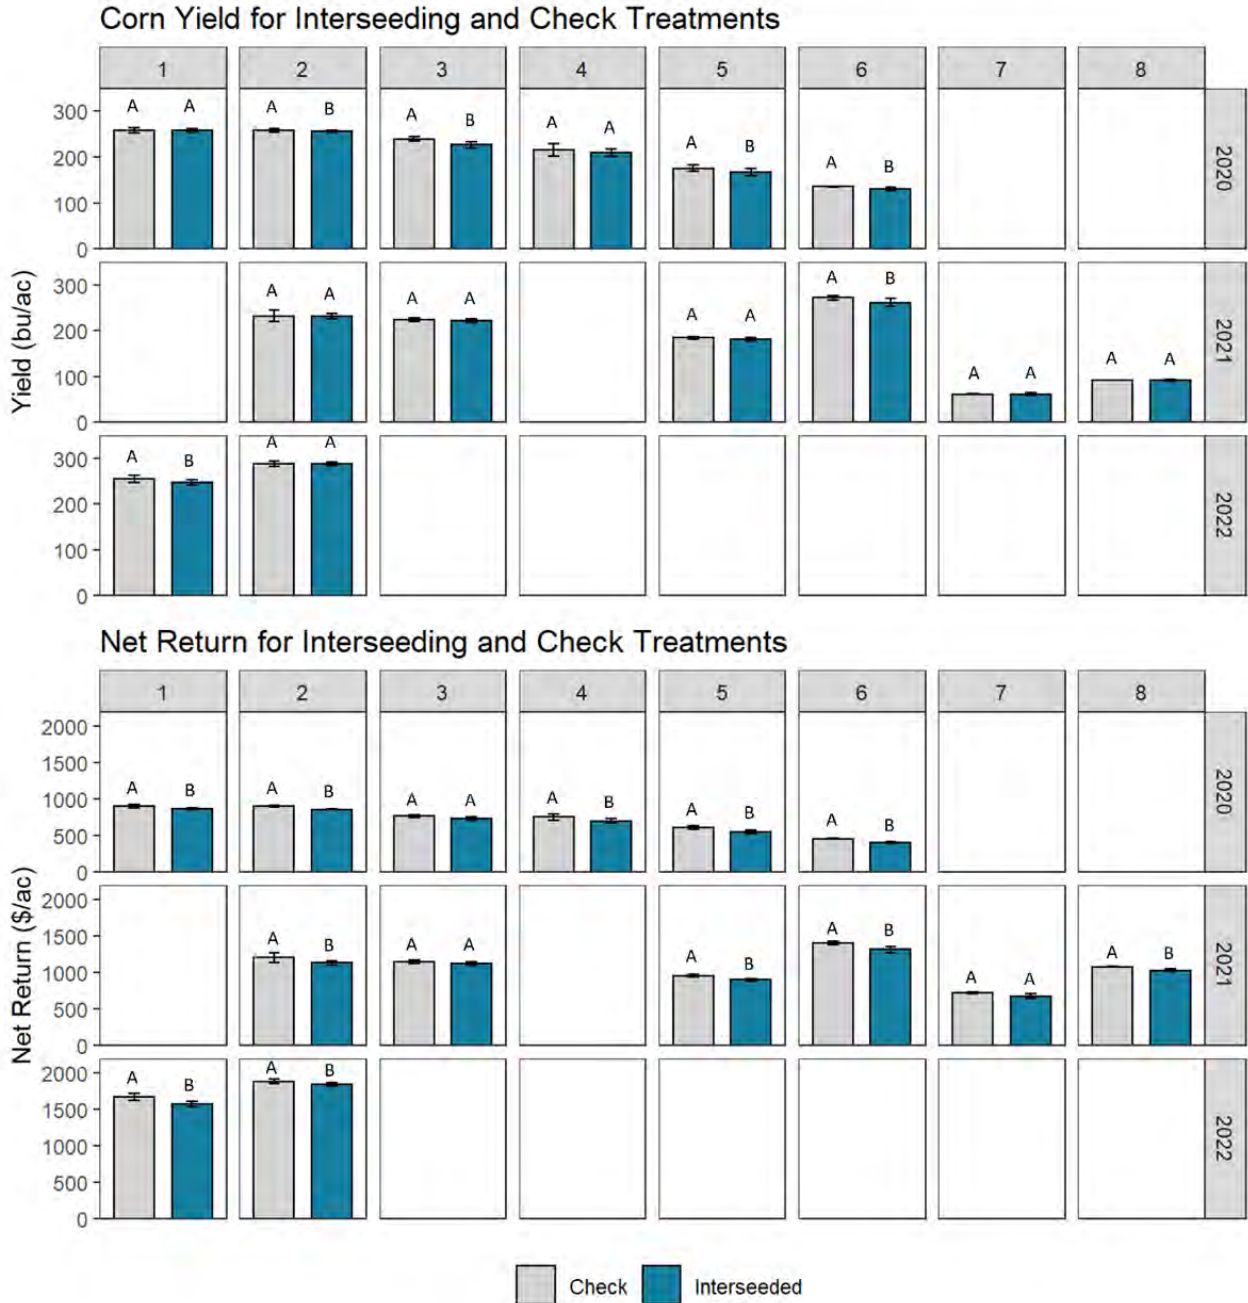 Corn Yield for Interseeding and Check Treatments
1 2 3 4 5 6 7 8
Yield (bu/ac)
300 A A A B A B A A A B A B
200
100
0
2020
300 A A A A A A A B A A A A
200
100
0
2021
300 A B A A
200
100
0
2022
Net Return for Interseeding and Check Treatments
1 2 3 4 5 6 7 8
Net Return ($/ac)
2000
1500
1000 A B A B A A A B A B A B
500
0
2020
2000
1500 A B A A A B A B A A A B
1000
500
0
2021
2000 A B A B
1500
1000
500
0
2022
Check Interseeded